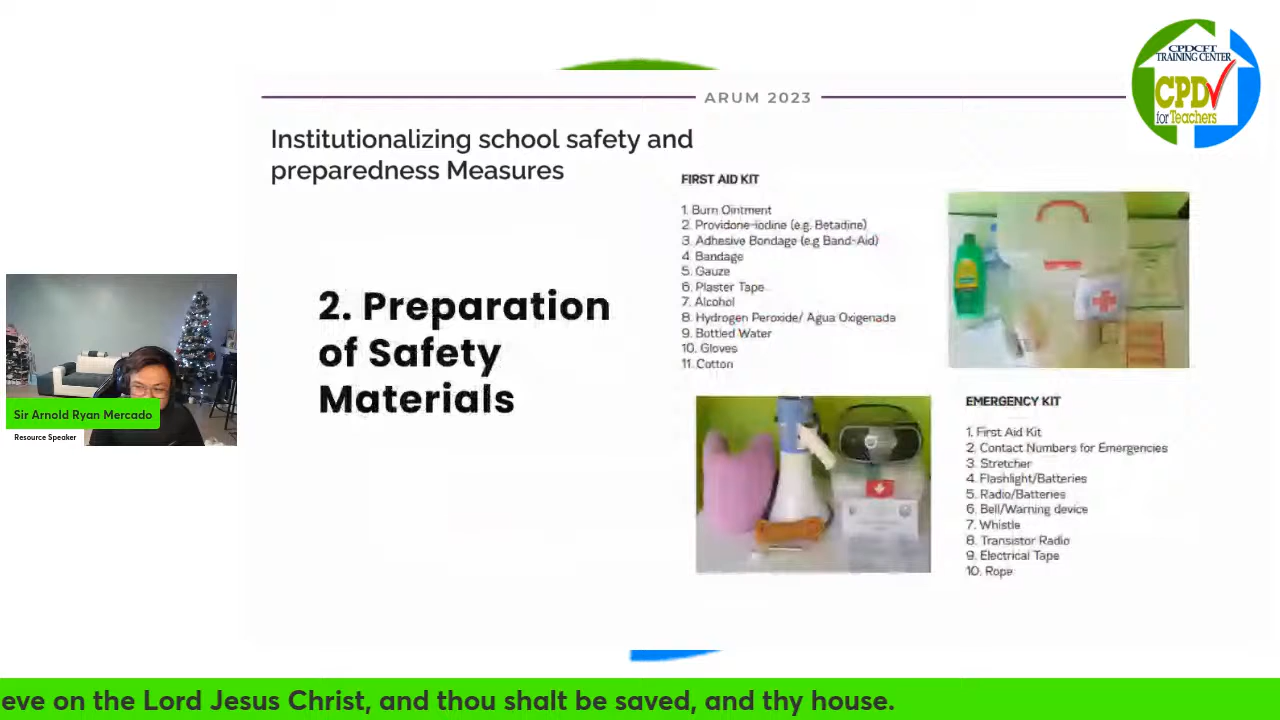 CPDCFT
TRAINING CENTER
CPD
for Teachers
ARUM 2023
Institutionalizing school safety and
preparedness Measures
FIRST AID KIT
1. Burn Ointment
2. Providone-iodine (e.g. Betadine)
3. Adhesive Bondage (e.g Band-Aid)
4 Bandage
5. Gauze
6. Plaster Tape
7. Alcohol
8. Hydrogen Peroxide/ Agua Oxigenada
9. Bottled Water
10. Gloves
11. Cotton
2. Preparation
of Safety
Materials
EMERGENCY KIT
1. First Aid Kit
2. Contact Numbers for Emergencies
3. Stretcher
4. Flashlight/Batteries
5. Radio/Batteries
6. Bell/Warning device
7. Whistle
8. Transistor Radio
9. Electrical Tape
10. Rope
Sir Arnold Ryan Mercado
Resource Speaker
eve on the Lord Jesus Christ, and thou shalt be saved, and thy house.